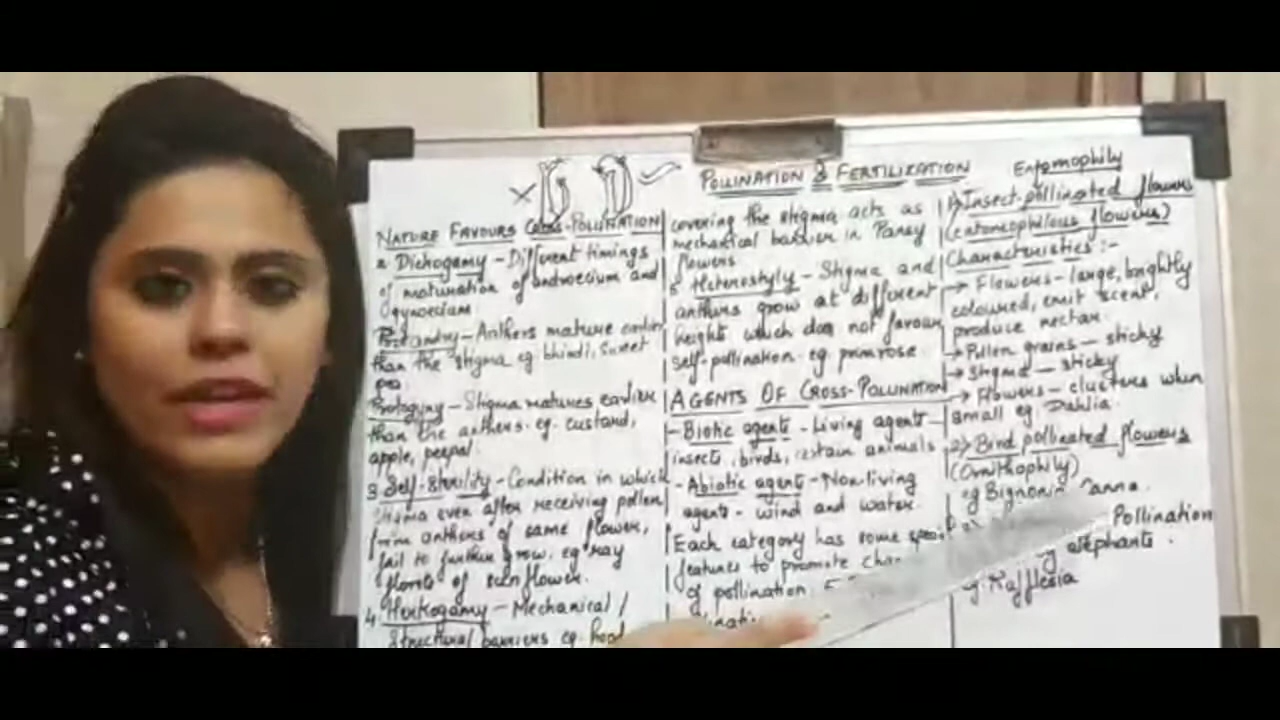 POLLINATION & FERTILIZATION
NATURE FAVOURS CROSS-POLLINATION
2. Dichogamy - Different timings
of maturation of androecium and
gynoecium
Protandry - Anthers mature earlier
than the stigma eg bhindi, sweet
pea
Protogyny - Stigma matures earlier
than the anthers. eg. custard,
apple, peepal.
3. Self-Sterility - Condition in which
stigma even after receiving pollen
from anthers of same flower,
fail to further grow. eg ray
florets of sunflower.
4. Herkogamy - Mechanical /
Structural barriers eg. hood
covering the stigma acts as
mechanical barrier in Pansy
flowers
5. Heterostyly - Stigma and
anthers grow at different
heights which does not favour
self-pollination. eg primrose.
AGENTS OF CROSS-POLLINATION
- Biotic agents - Living agents -
insects, birds, certain animals
- Abiotic agent - Non-living
agents - wind and water.
Each category has some
features to promote
of pollination.
Entomophily
1) Insect-pollinated flowers
(entomophilous flowers)
Characteristics :-
→ Flowers - large, brightly
coloured, emit scent,
produce nectar.
→ Pollen grains - sticky
→ Stigma - sticky
→ Flowers - clusters when
small eg. Dahlia.
2) Bird pollinated flowers
(Ornithophily)
eg Bignonia
Pollination
elephants.
eg. Rafflesia